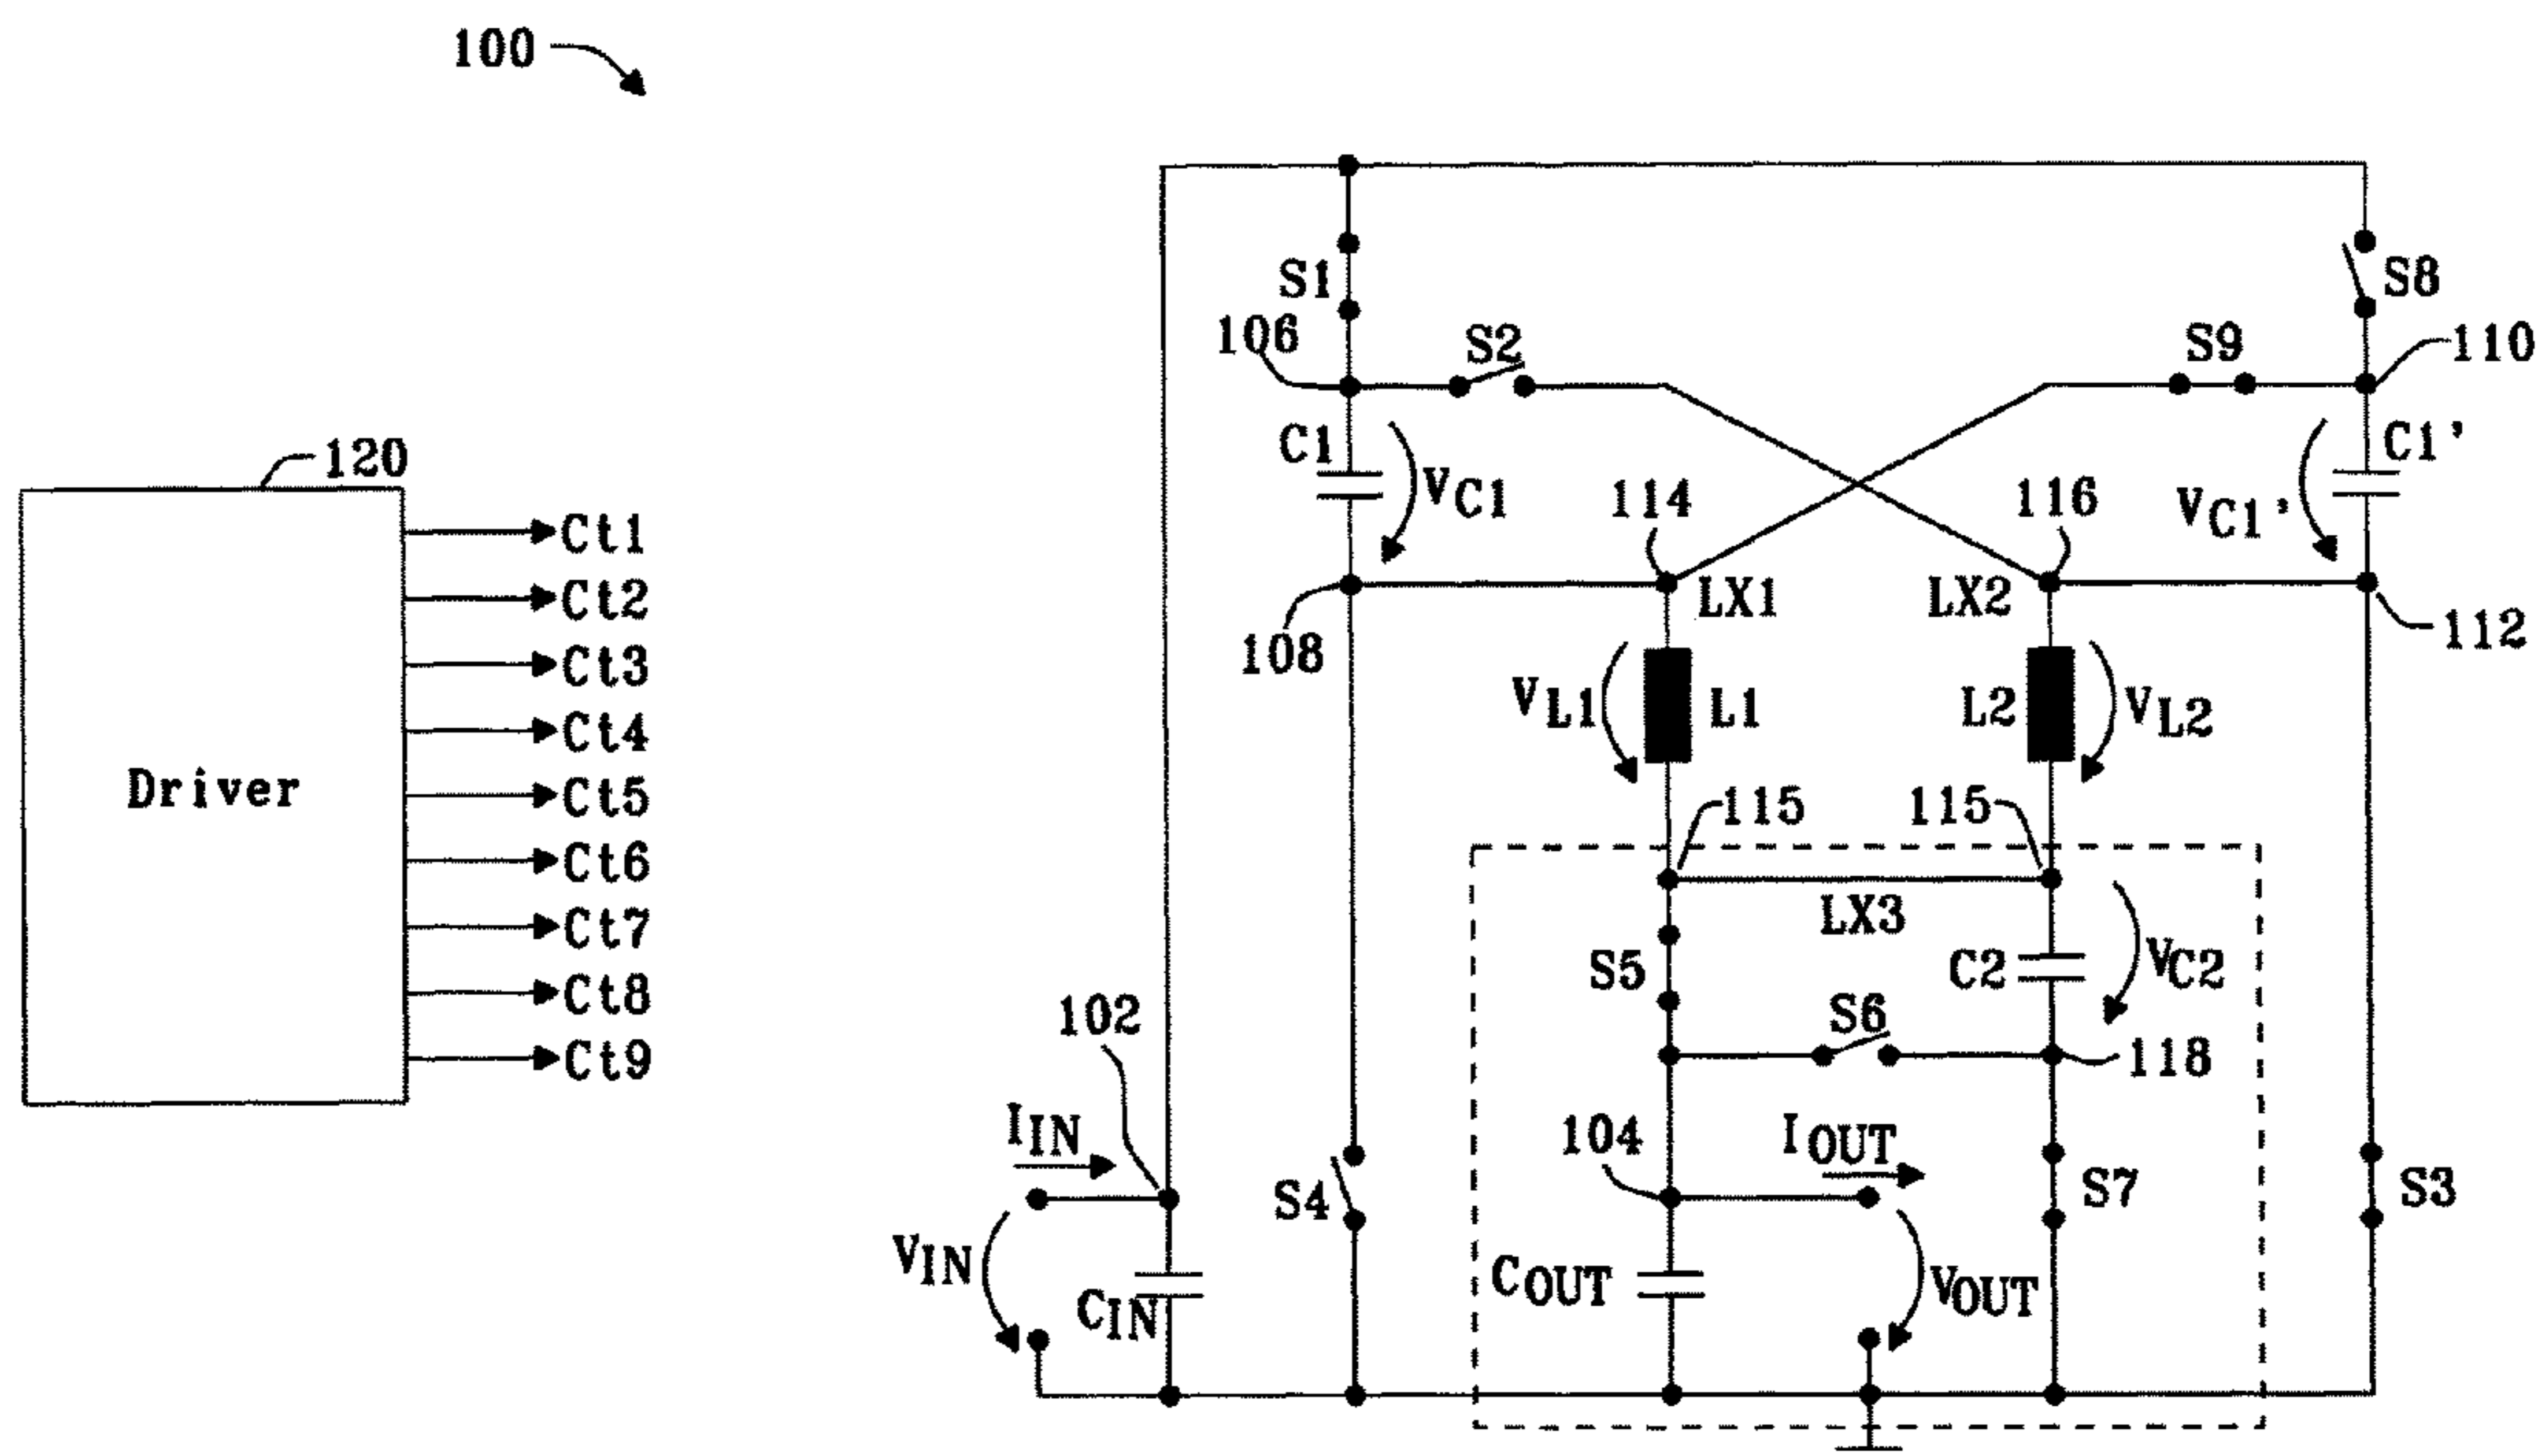 100
120
Driver
Ct1
Ct2
Ct3
Ct4
Ct5
Ct6
Ct7
Ct8
Ct9
S1
S8
106
S2
S9
110
C1
VC1
114
116
VC1'
C1'
LX1
LX2
108
112
VL1
L1
L2
VL2
115
115
LX3
S5
C2
VC2
102
S6
118
IIN
104
IOUT
S4
S7
S3
VIN
CIN
COUT
VOUT